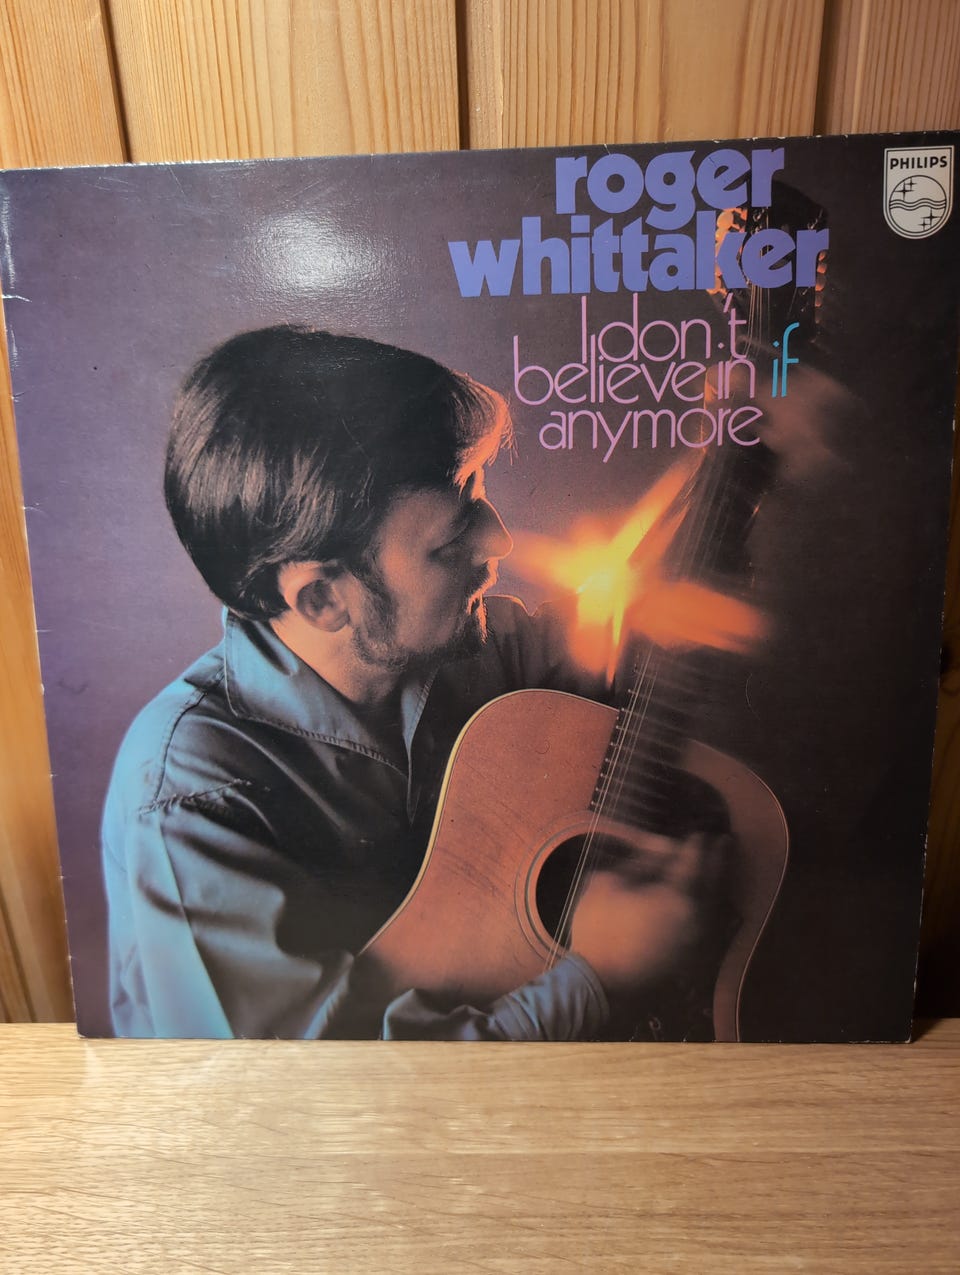 roger
whittaker
I don't
believe in if
anymore
PHILIPS